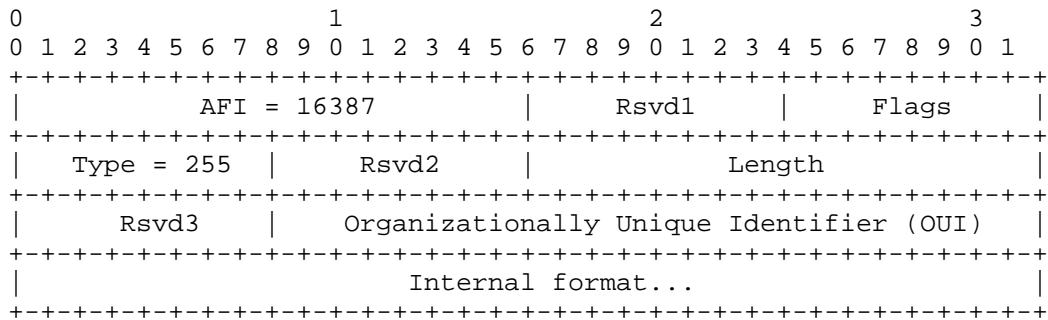 0                   1                   2                   3
0 1 2 3 4 5 6 7 8 9 0 1 2 3 4 5 6 7 8 9 0 1 2 3 4 5 6 7 8 9 0 1
+-+-+-+-+-+-+-+-+-+-+-+-+-+-+-+-+-+-+-+-+-+-+-+-+-+-+-+-+-+-+-+-+
|           AFI = 16387         |     Rsvd1     |     Flags     |
+-+-+-+-+-+-+-+-+-+-+-+-+-+-+-+-+-+-+-+-+-+-+-+-+-+-+-+-+-+-+-+-+
|   Type = 255  |     Rsvd2     |            Length             |
+-+-+-+-+-+-+-+-+-+-+-+-+-+-+-+-+-+-+-+-+-+-+-+-+-+-+-+-+-+-+-+-+
|      Rsvd3    |    Organizationally Unique Identifier (OUI)   |
+-+-+-+-+-+-+-+-+-+-+-+-+-+-+-+-+-+-+-+-+-+-+-+-+-+-+-+-+-+-+-+-+
|                        Internal format...                     |
+-+-+-+-+-+-+-+-+-+-+-+-+-+-+-+-+-+-+-+-+-+-+-+-+-+-+-+-+-+-+-+-+